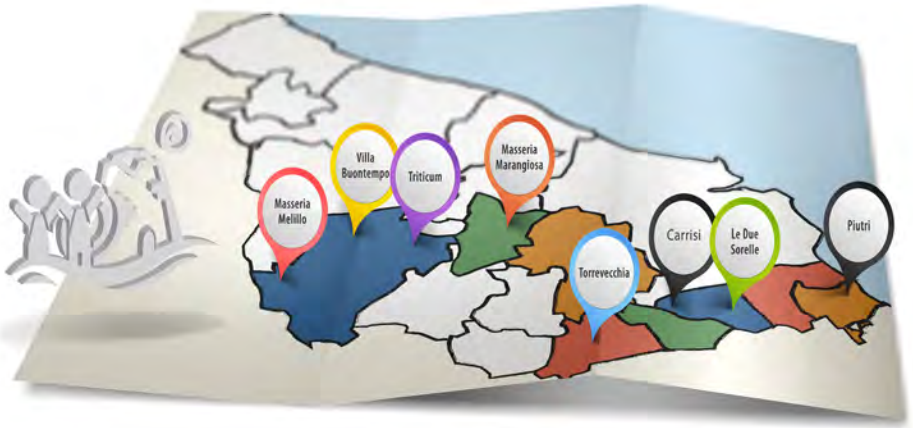 Masseria
Melillo
Villa
Buontempo
Triticum
Masseria
Marangiosa
Torrevecchia
Carrisi
Le Due
Sorelle
Piutri